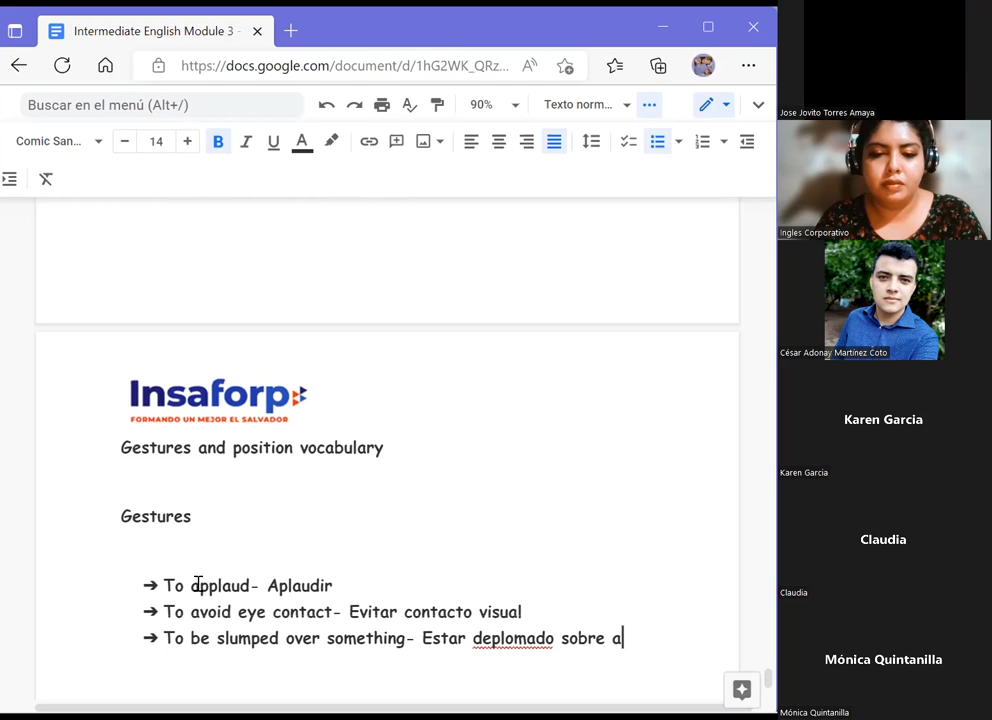 Intermediate English Module 3 -
https://docs.google.com/document/d/1hG2WK_QRz...
Buscar en el menú (Alt+/)
90%
Texto norm...
Comic San...
14
B
I
U
A
Insaforp
FORMANDO UN MEJOR EL SALVADOR
Gestures and position vocabulary
Gestures
➔ To applaud- Aplaudir
➔ To avoid eye contact- Evitar contacto visual
➔ To be slumped over something- Estar deplomado sobre a
Jose Jovito Torres Amaya
Ingles Corporativo
César Adonay Martínez Coto
Karen Garcia
Karen Garcia
Claudia
Claudia
Mónica Quintanilla
Mónica Quintanilla